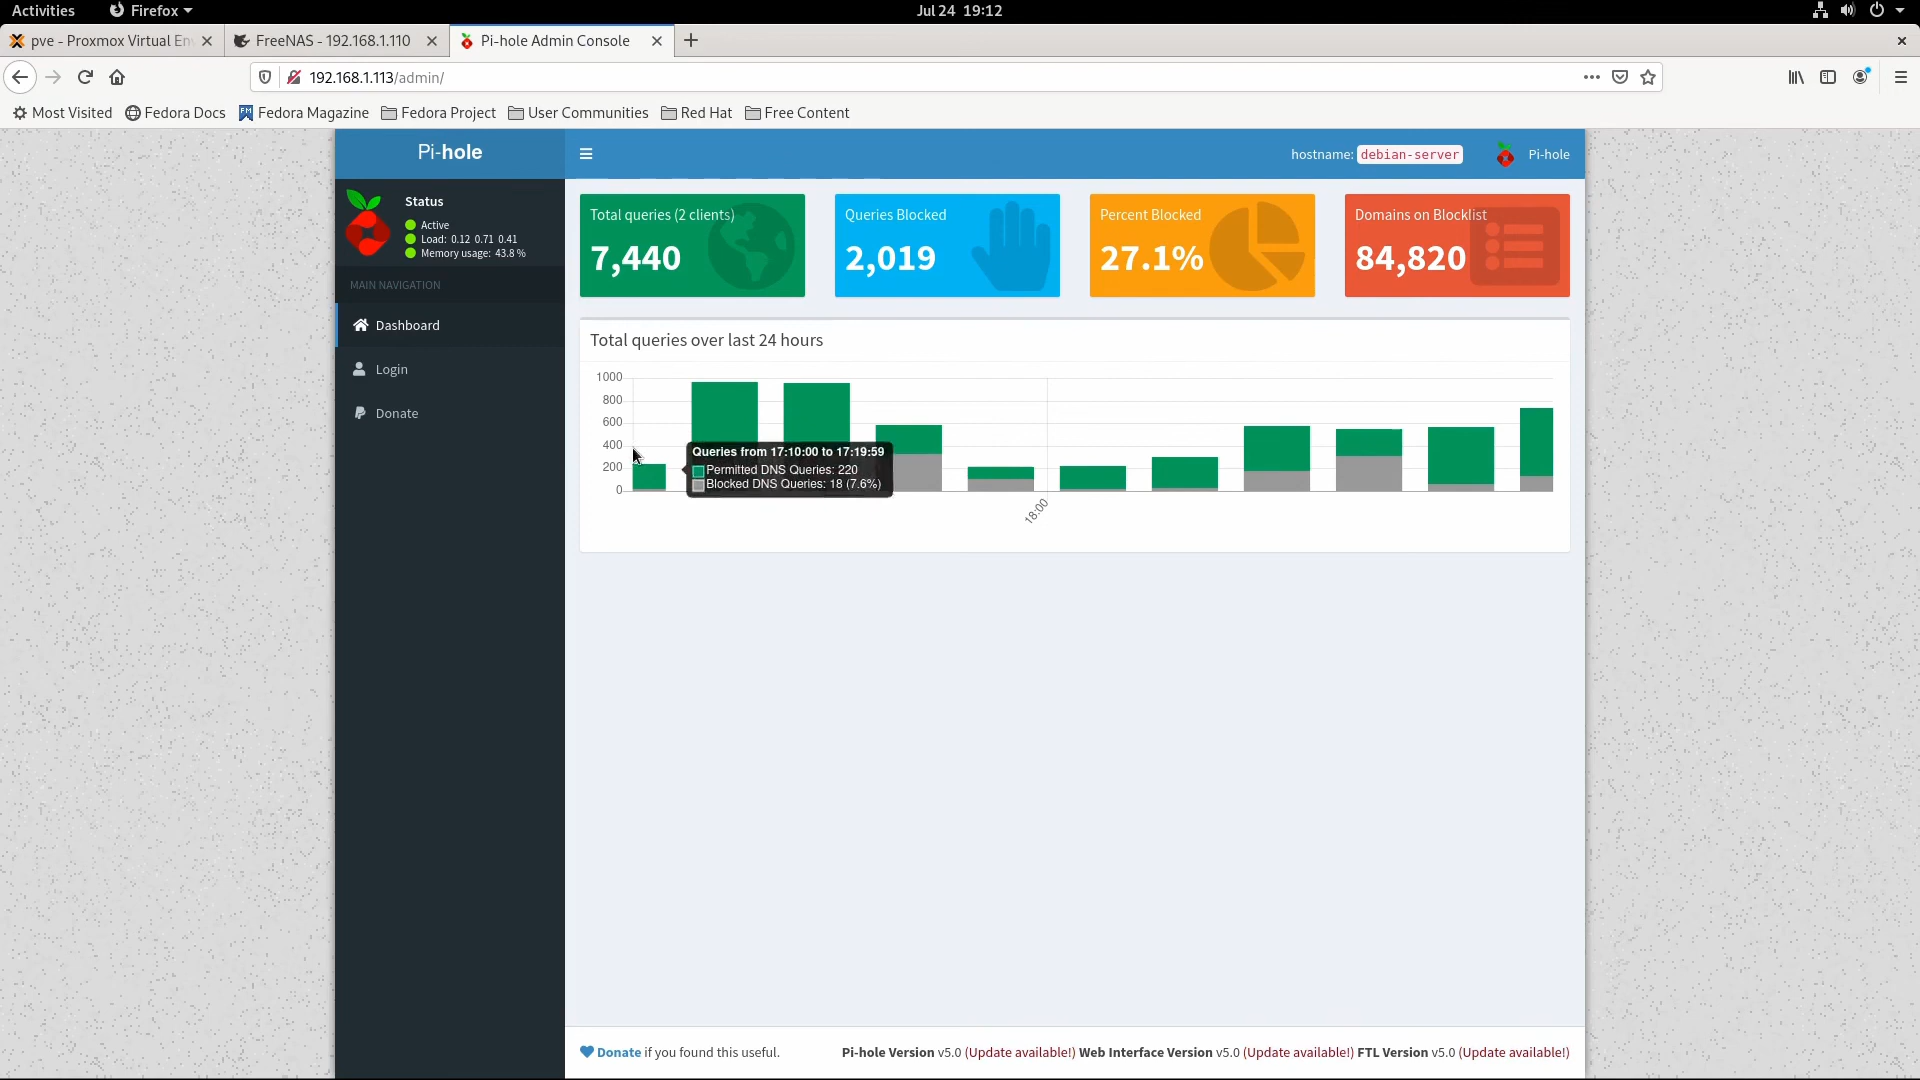 Activities Firefox Jul 24 19:12
pve - Proxmox Virtual En FreeNAS - 192.168.1.110 Pi-hole Admin Console
192.168.1.113/admin/
Most Visited Fedora Docs Fedora Magazine Fedora Project User Communities Red Hat Free Content
Pi-hole hostname: debian-server Pi-hole
Status
Active
Load: 0.12 0.71 0.41
Memory usage: 43.8 %
MAIN NAVIGATION
Dashboard
Login
Donate
Total queries (2 clients)
7,440
Queries Blocked
2,019
Percent Blocked
27.1%
Domains on Blocklist
84,820
Total queries over last 24 hours
1000
800
600
400
200
0
Queries from 17:10:00 to 17:19:59
Permitted DNS Queries: 220
Blocked DNS Queries: 18 (7.6%)
18:00
Donate if you found this useful. Pi-hole Version v5.0 (Update available!) Web Interface Version v5.0 (Update available!) FTL Version v5.0 (Update available!)